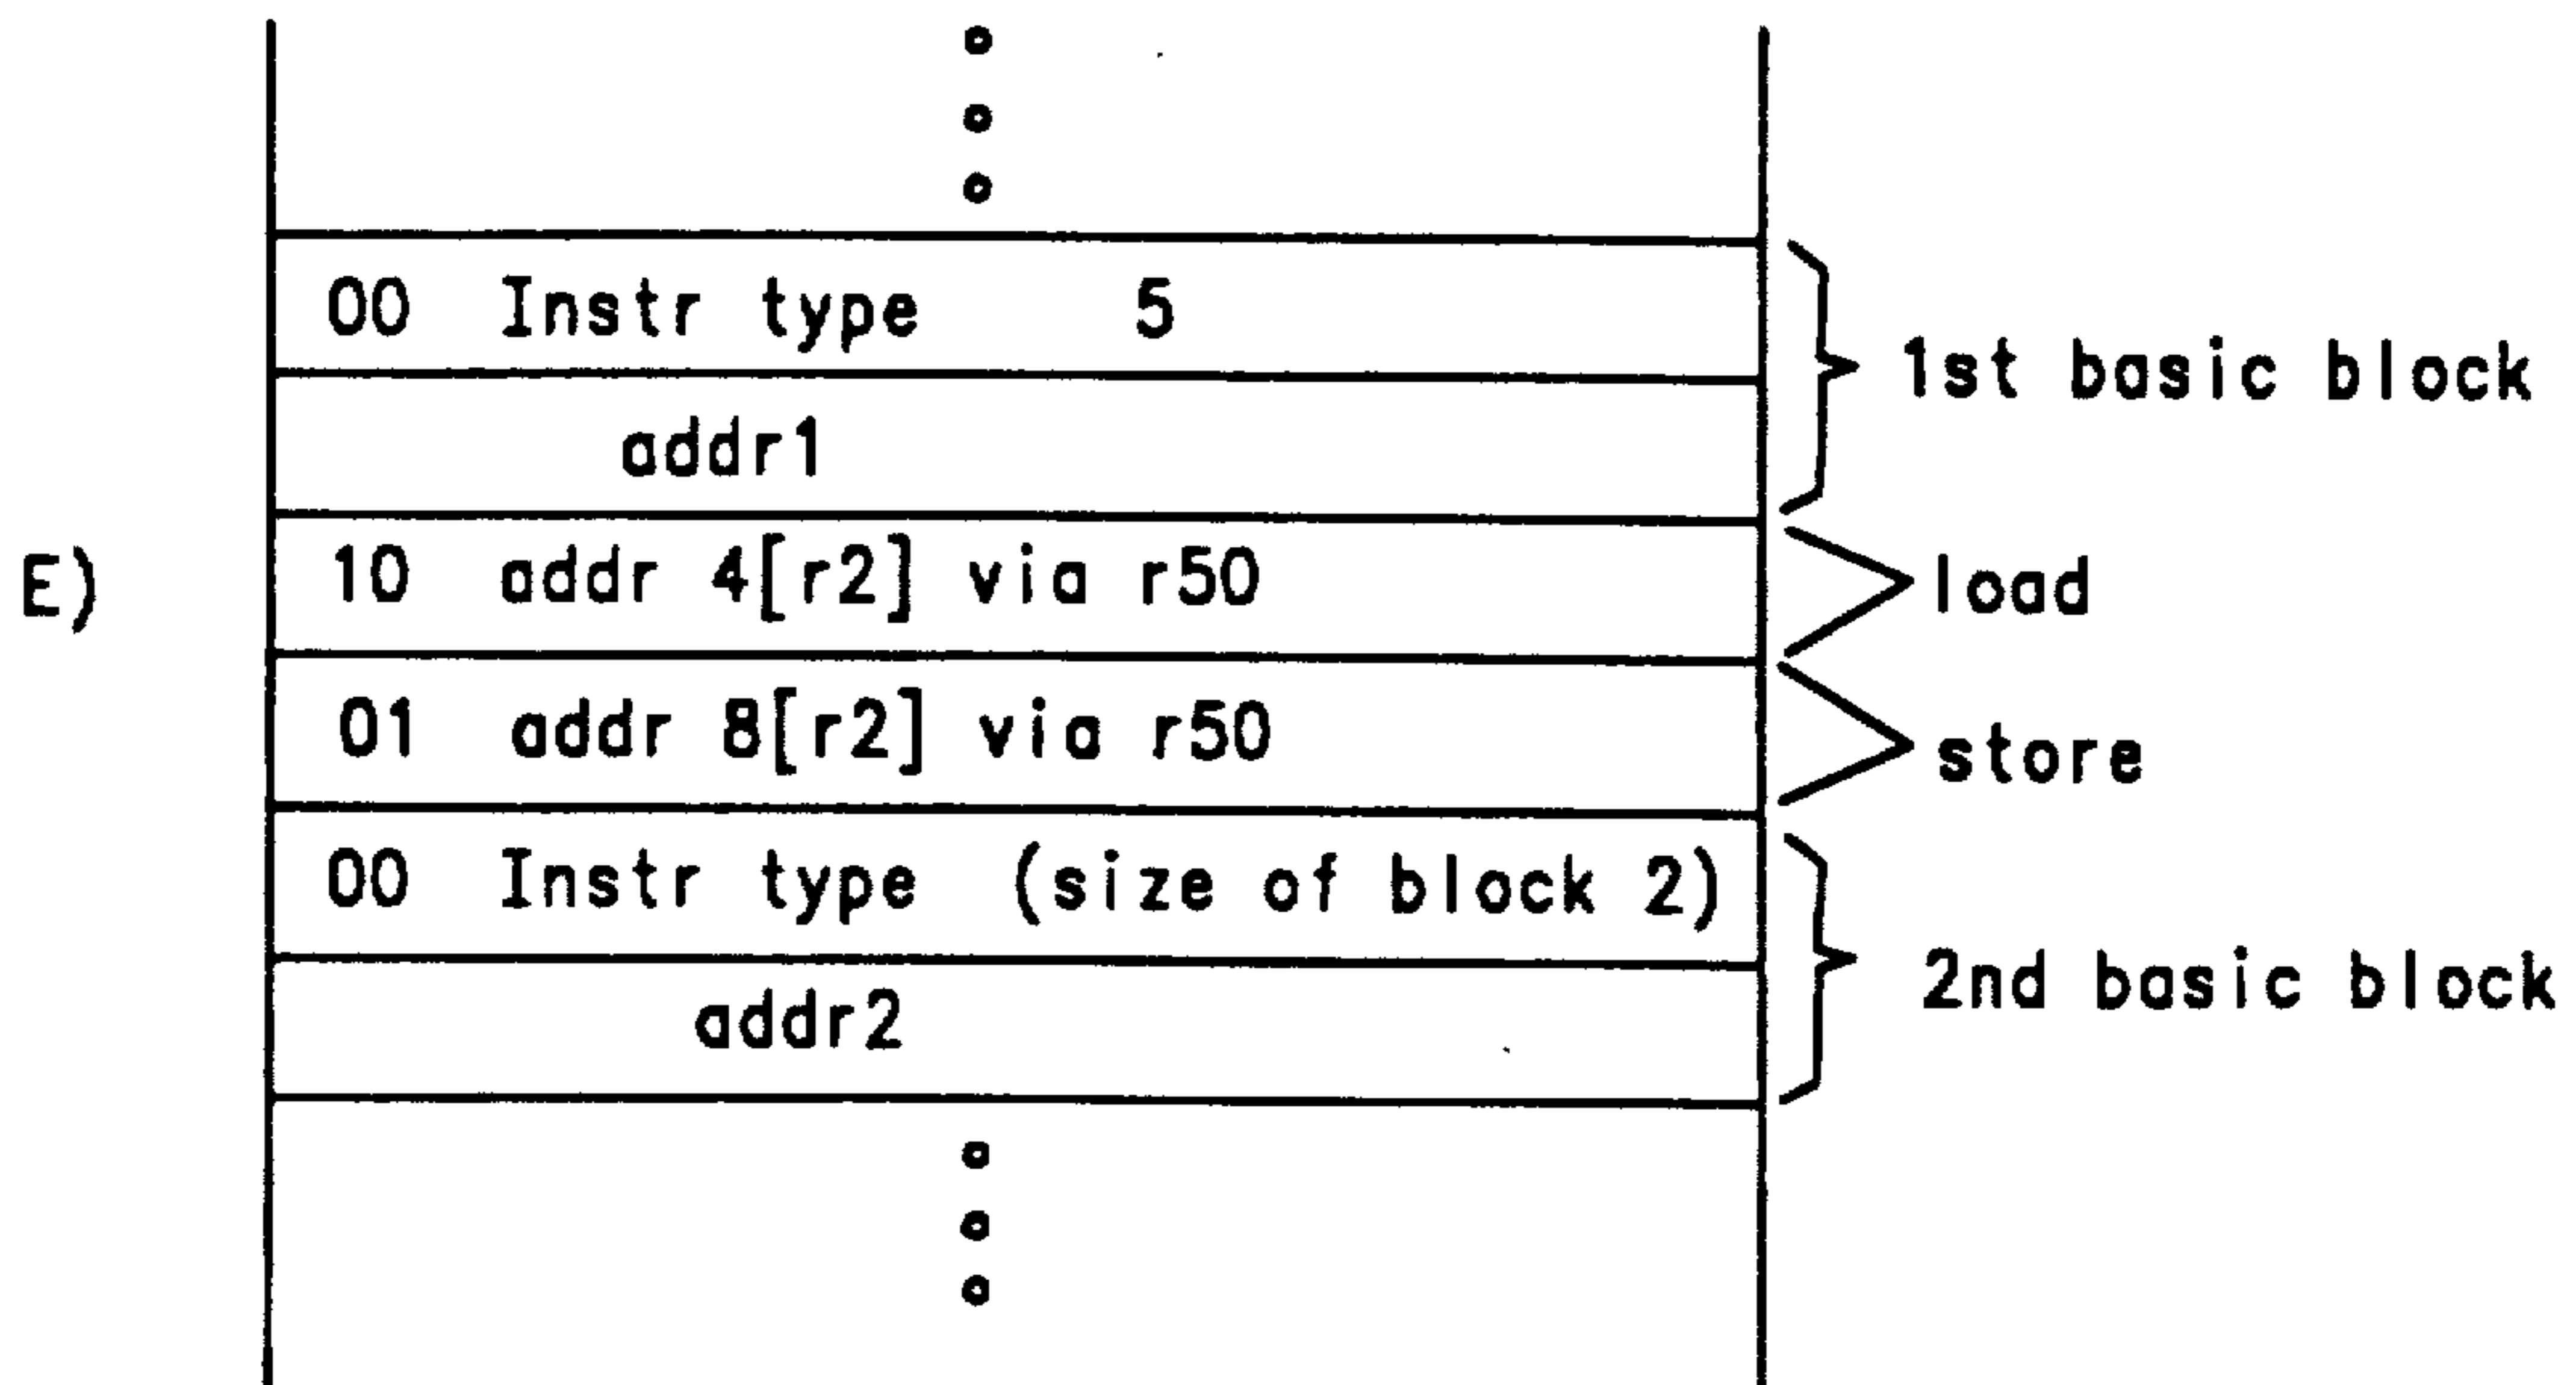 00 Instr type 5
1st basic block
addr1
E)
10 addr 4[r2] via r50
load
01 addr 8[r2] via r50
store
00 Instr type (size of block 2)
2nd basic block
addr2